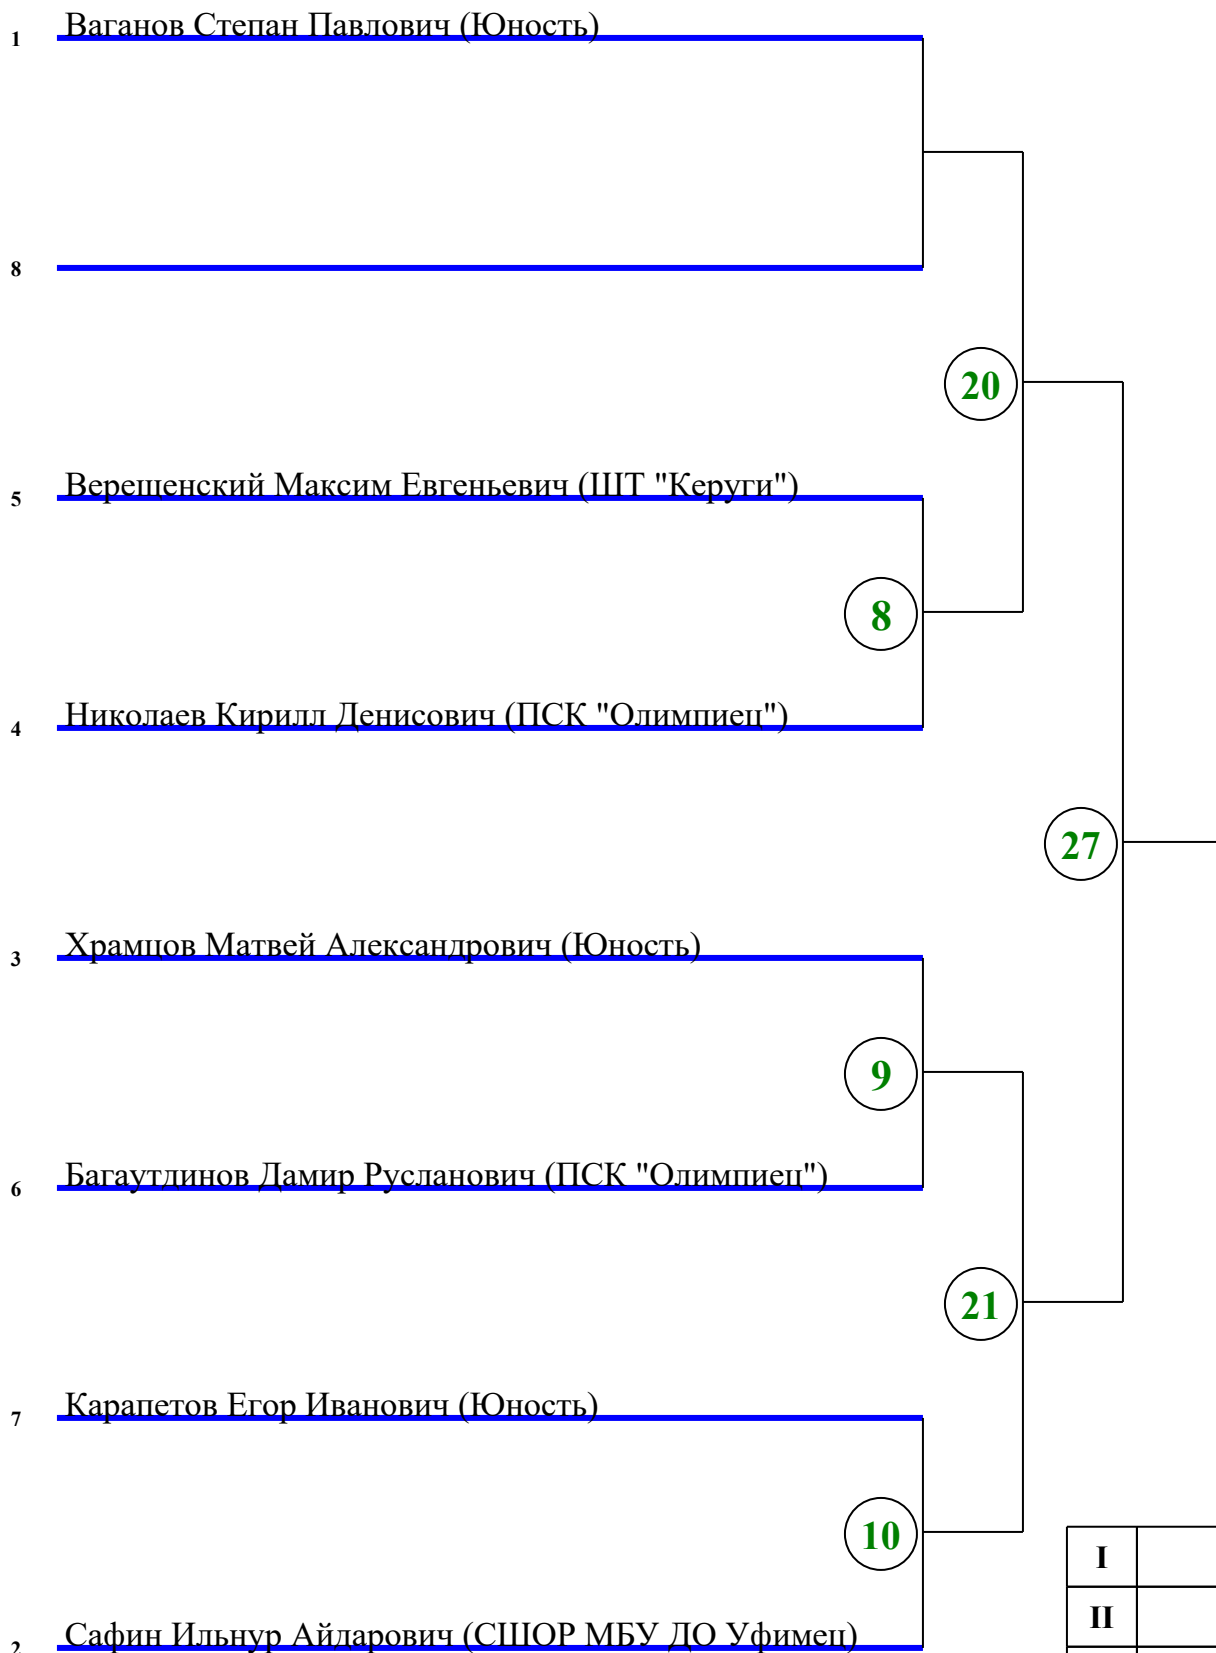 1 Ваганов Степан Павлович (Юность)
8
20
5 Верещенский Максим Евгеньевич (ШТ "Керуги")
8
4 Николаев Кирилл Денисович (ПСК "Олимпиец")
27
3 Храмцов Матвей Александрович (Юность)
9
6 Багаутдинов Дамир Русланович (ПСК "Олимпиец")
21
7 Карапетов Егор Иванович (Юность)
10
I
II
2 Сафин Ильнур Айдарович (СШОР МБУ ДО Уфимец)